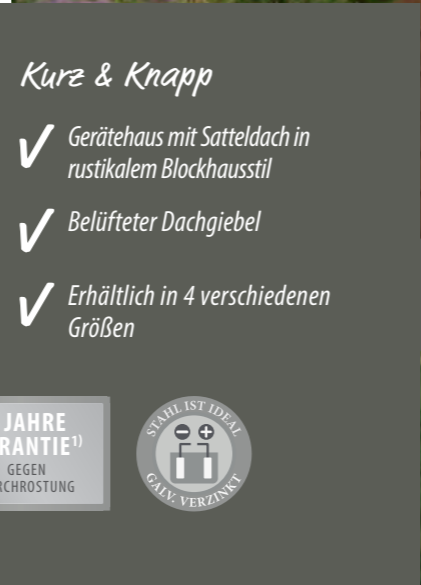 Kurz & Knapp
Gerätehaus mit Satteldach in
rustikalem Blockhausstil
Belüfteter Dachgiebel
Erhältlich in 4 verschiedenen
Größen
JAHRE
RANTIE¹⁾
GEGEN
RCHROSTUNG
STAHL IST IDEAL
GALV. VERZINKT